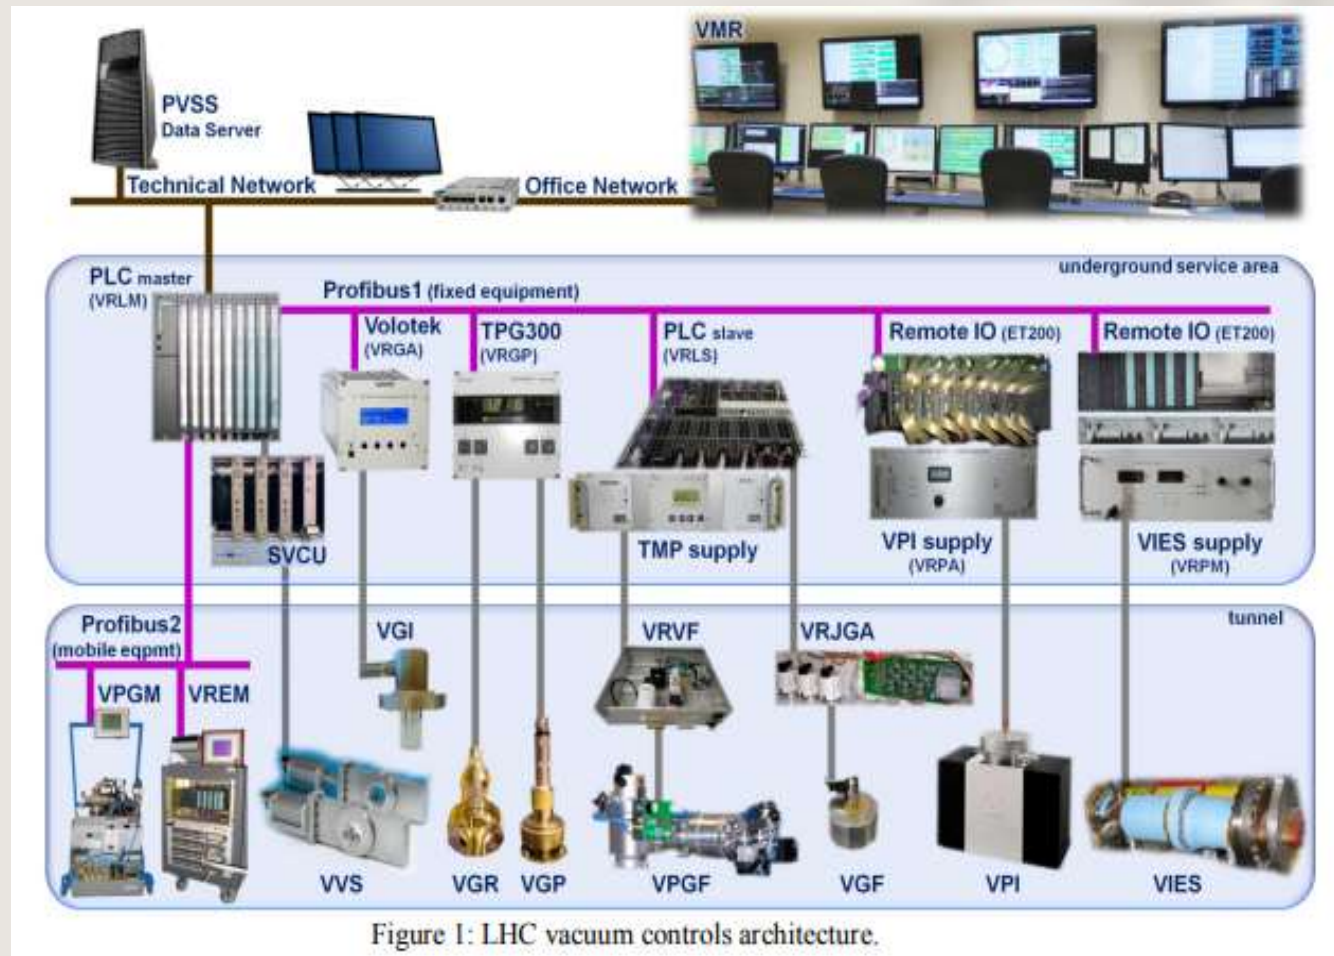 VMR
PVSS
Data Server
Technical Network
Office Network
underground service area
PLC master
(VRLM)
Profibus1 (fixed equipment)
Volotek
(VRGA)
TPG300
(VRGP)
PLC slave
(VRLS)
Remote IO (ET200)
Remote IO (ET200)
SVCU
TMP supply
VPI supply
(VRPA)
VIES supply
(VRPM)
tunnel
Profibus2
(mobile eqpmt)
VPGM
VREM
VGI
VRVF
VRJGA
VVS
VGR
VGP
VPGF
VGF
VPI
VIES
Figure 1: LHC vacuum controls architecture.